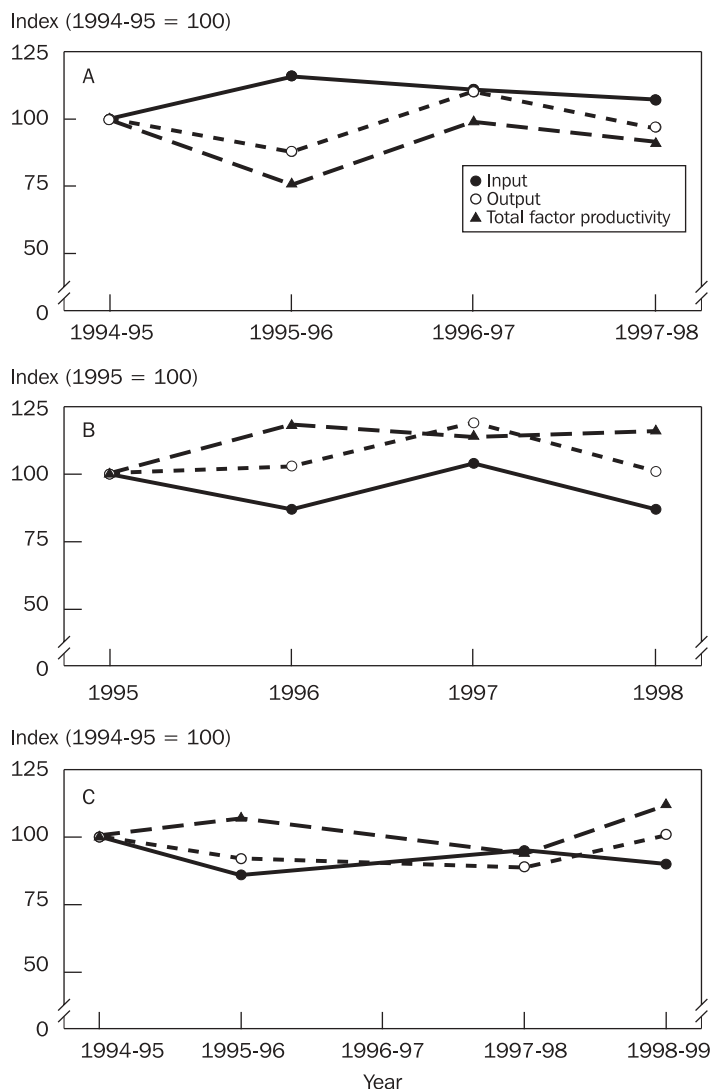 Index (1994-95 = 100)
125
A
100
75
Input
Output
Total factor productivity
50
0
1994-95 1995-96 1996-97 1997-98
Index (1995 = 100)
125
B
100
75
50
0
1995 1996 1997 1998
Index (1994-95 = 100)
125
C
100
75
50
0
1994-95 1995-96 1996-97 1997-98 1998-99
Year